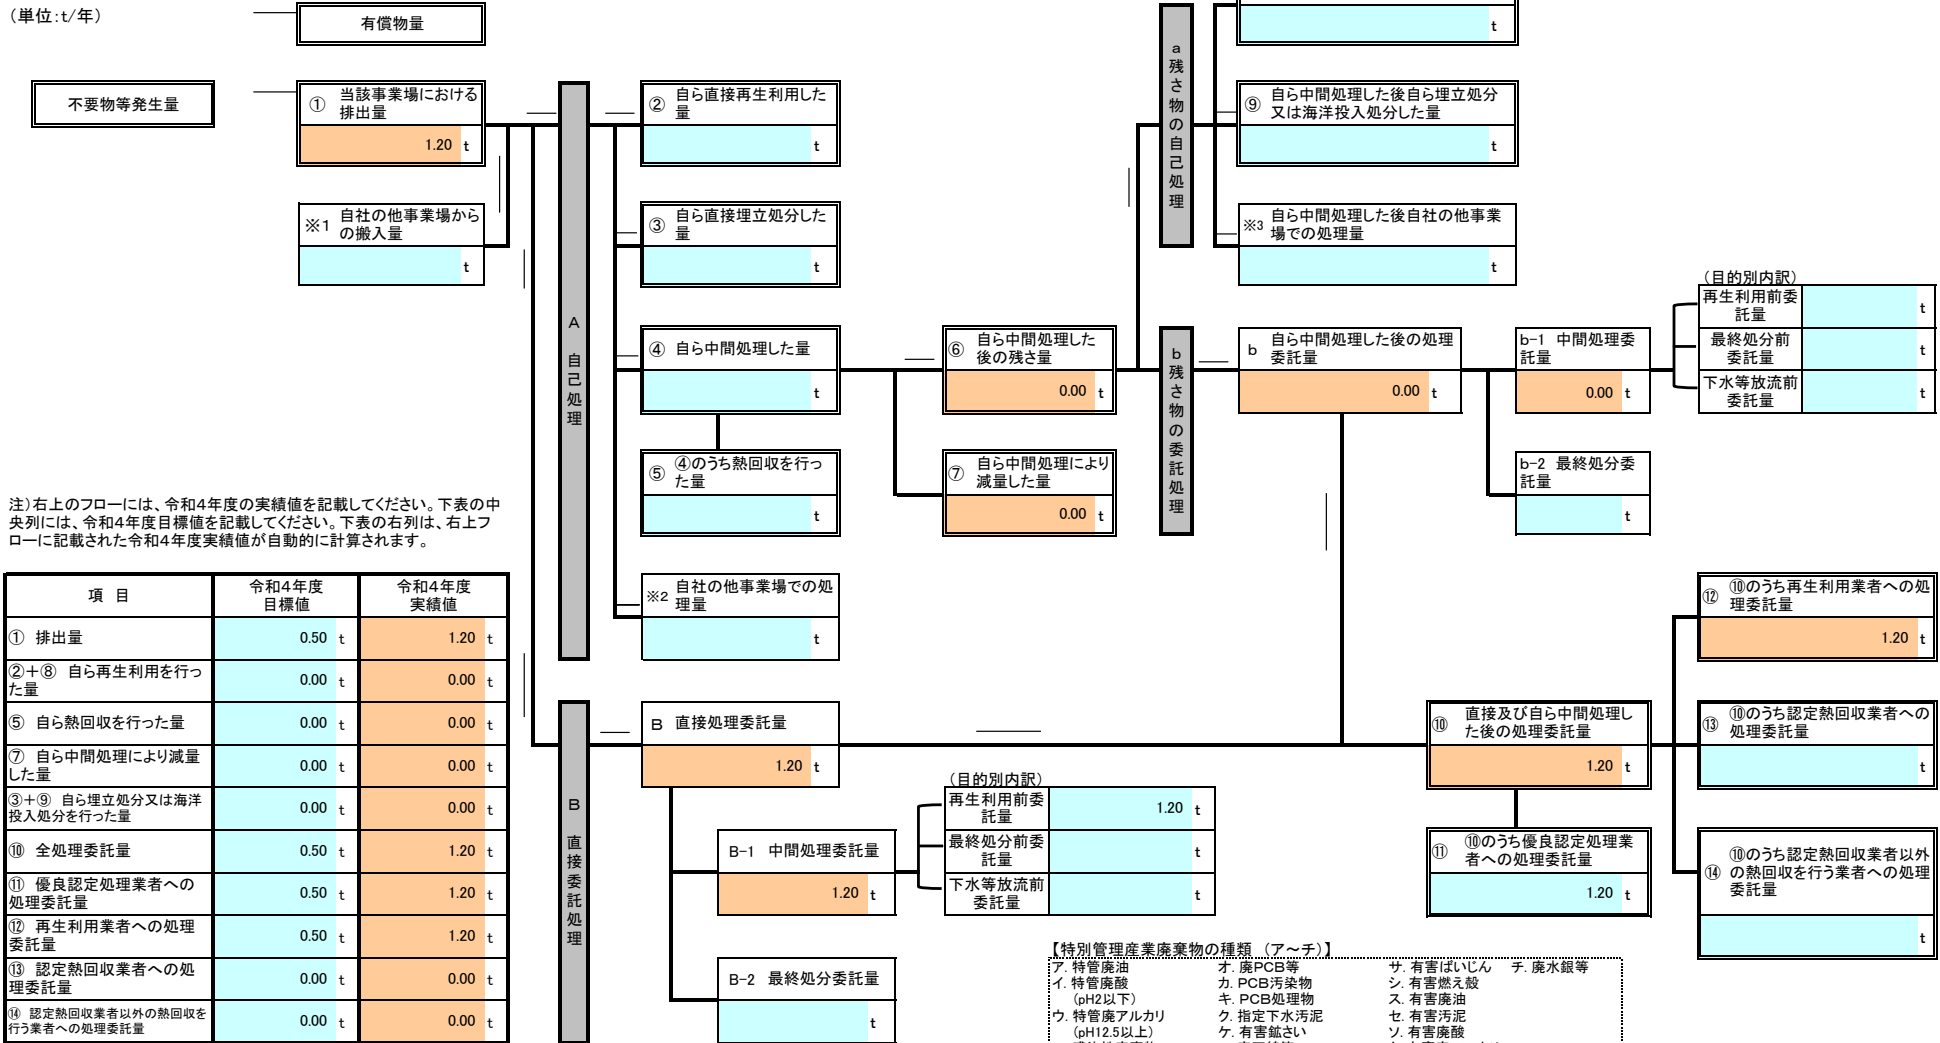 (単位:t/年)
有償物量
t
不要物等発生量
① 当該事業場における
排出量
1.20 t
※1 自社の他事業場から
の搬入量
t
A 自己処理
② 自ら直接再生利用した
量
t
③ 自ら直接埋立処分した
量
t
④ 自ら中間処理した量
t
⑤ ④のうち熱回収を行っ
た量
t
※2 自社の他事業場での処
理量
t
⑥ 自ら中間処理した
後の残さ量
0.00 t
⑦ 自ら中間処理により
減量した量
0.00 t
a 残さ物の自己処理
⑨ 自ら中間処理した後自ら埋立処分
又は海洋投入処分した量
t
※3 自ら中間処理した後自社の他事業
場での処理量
t
b 残さ物の委託処理
b 自ら中間処理した後の処理
委託量
0.00 t
b-1 中間処理委
託量
0.00 t
b-2 最終処分委
託量
t
(目的別内訳)
再生利用前委
託量
t
最終処分前
委託量
t
下水等放流前
委託量
t
注)右上のフローには、令和4年度の実績値を記載してください。下表の中
央列には、令和4年度目標値を記載してください。下表の右列は、右上フ
ローに記載された令和4年度実績値が自動的に計算されます。
項 目 令和4年度
目標値 令和4年度
実績値
① 排出量 0.50 t 1.20 t
②+⑧ 自ら再生利用を行っ
た量 0.00 t 0.00 t
⑤ 自ら熱回収を行った量 0.00 t 0.00 t
⑦ 自ら中間処理により減量
した量 0.00 t 0.00 t
③+⑨ 自ら埋立処分又は海洋
投入処分を行った量 0.00 t 0.00 t
⑩ 全処理委託量 0.50 t 1.20 t
⑪ 優良認定処理業者への
処理委託量 0.50 t 1.20 t
⑫ 再生利用業者への処理
委託量 0.50 t 1.20 t
⑬ 認定熱回収業者への処
理委託量 0.00 t 0.00 t
⑭ 認定熱回収業者以外の熱回収を
行う業者への処理委託量 0.00 t 0.00 t
B 直接委託処理
B 直接処理委託量
1.20 t
B-1 中間処理委託量
1.20 t
B-2 最終処分委託量
t
(目的別内訳)
再生利用前委
託量
1.20 t
最終処分前委
託量
t
下水等放流前
委託量
t
⑩ 直接及び自ら中間処理し
た後の処理委託量
1.20 t
⑪ ⑩のうち優良認定処理業
者への処理委託量
1.20 t
⑫ ⑩のうち再生利用業者への処
理委託量
1.20 t
⑬ ⑩のうち認定熱回収業者への
処理委託量
t
⑭ ⑩のうち認定熱回収業者以外
の熱回収を行う業者への処理
委託量
t
【特別管理産業廃棄物の種類 (ア~チ)】
ア. 特管廃油 オ. 廃PCB等 サ. 有害ばいじん チ. 廃水銀等
イ. 特管廃酸 カ. PCB汚染物 シ. 有害燃え殻
(pH2以下) キ. PCB処理物 ス. 有害廃油
ウ. 特管廃アルカリ ク. 指定下水汚泥 セ. 有害汚泥
(pH12.5以上) ケ. 有害鉱さい ソ. 有害廃酸